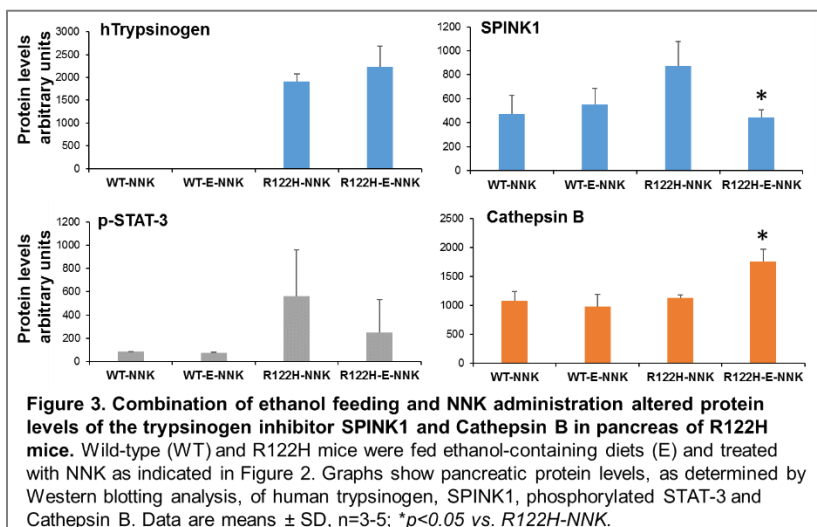 hTrypsinogen
Protein levels
arbitrary units
3000
2500
2000
1500
1000
500
0
WT-NNK WT-E-NNK R122H-NNK R122H-E-NNK
SPINK1
1200
1000
800
600
400
200
0
*
WT-NNK WT-E-NNK R122H-NNK R122H-E-NNK
p-STAT-3
Protein levels
arbitrary units
1200
1000
800
600
400
200
0
WT-NNK WT-E-NNK R122H-NNK R122H-E-NNK
Cathepsin B
2500
2000
1500
1000
500
0
*
WT-NNK WT-E-NNK R122H-NNK R122H-E-NNK
Figure 3. Combination of ethanol feeding and NNK administration altered protein
levels of the trypsinogen inhibitor SPINK1 and Cathepsin B in pancreas of R122H
mice. Wild-type (WT) and R122H mice were fed ethanol-containing diets (E) and treated
with NNK as indicated in Figure 2. Graphs show pancreatic protein levels, as determined by
Western blotting analysis, of human trypsinogen, SPINK1, phosphorylated STAT-3 and
Cathepsin B. Data are means ± SD, n=3-5; *p<0.05 vs. R122H-NNK.